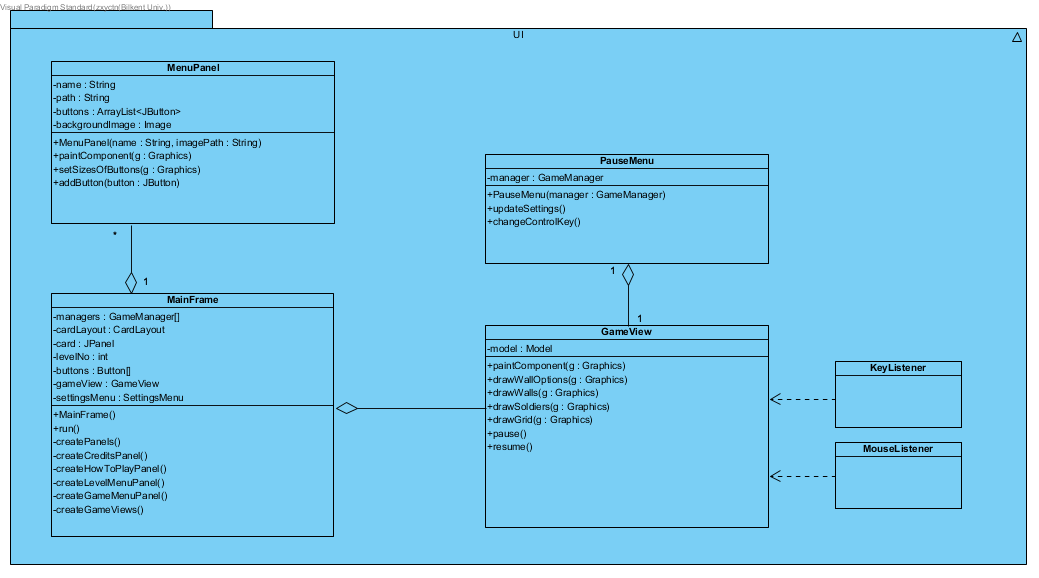 Visual Paradigm Standard(zxyctn(Bilkent Univ.))
UI
MenuPanel
-name : String
-path : String
-buttons : ArrayList<JButton>
-backgroundImage : Image
+MenuPanel(name : String, imagePath : String)
+paintComponent(g : Graphics)
+setSizesOfButtons(g : Graphics)
+addButton(button : JButton)
*
1
MainFrame
-managers : GameManager[]
-cardLayout : CardLayout
-card : JPanel
-levelNo : int
-buttons : Button[]
-gameView : GameView
-settingsMenu : SettingsMenu
+MainFrame()
+run()
-createPanels()
-createCreditsPanel()
-createHowToPlayPanel()
-createLevelMenuPanel()
-createGameMenuPanel()
-createGameViews()
PauseMenu
-manager : GameManager
+PauseMenu(manager : GameManager)
+updateSettings()
+changeControlKey()
1
1
GameView
-model : Model
+paintComponent(g : Graphics)
+drawWallOptions(g : Graphics)
+drawWalls(g : Graphics)
+drawSoldiers(g : Graphics)
+drawGrid(g : Graphics)
+pause()
+resume()
KeyListener
MouseListener